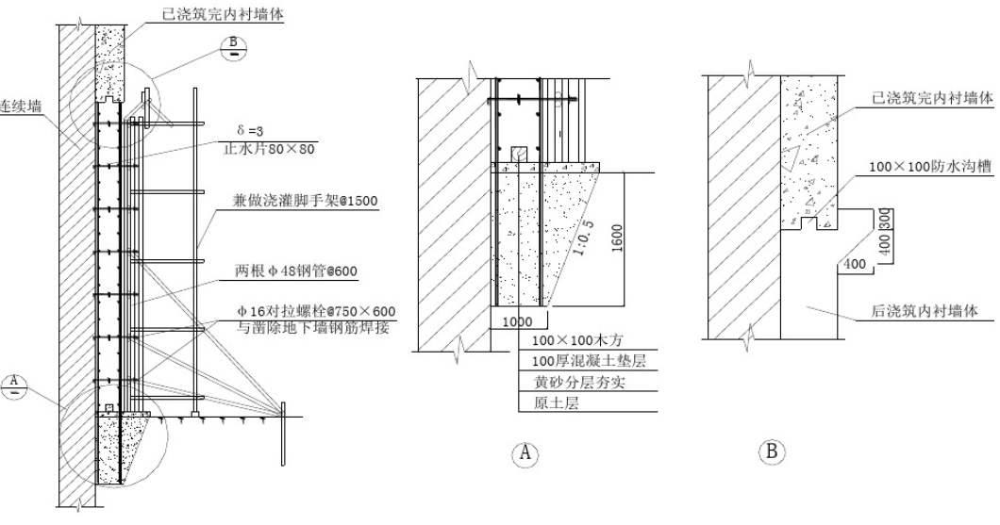 已浇筑完内衬墙体
B
连续墙
δ=3
止水片80×80
兼做浇灌脚手架@1500
两根φ48钢管@600
φ16对拉螺栓@750×600
与凿除地下墙钢筋焊接
A
1:0.5
1600
1000
100×100木方
100厚混凝土垫层
黄砂分层夯实
原土层
A
已浇筑完内衬墙体
100×100防水沟槽
300
400
400
后浇筑内衬墙体
B